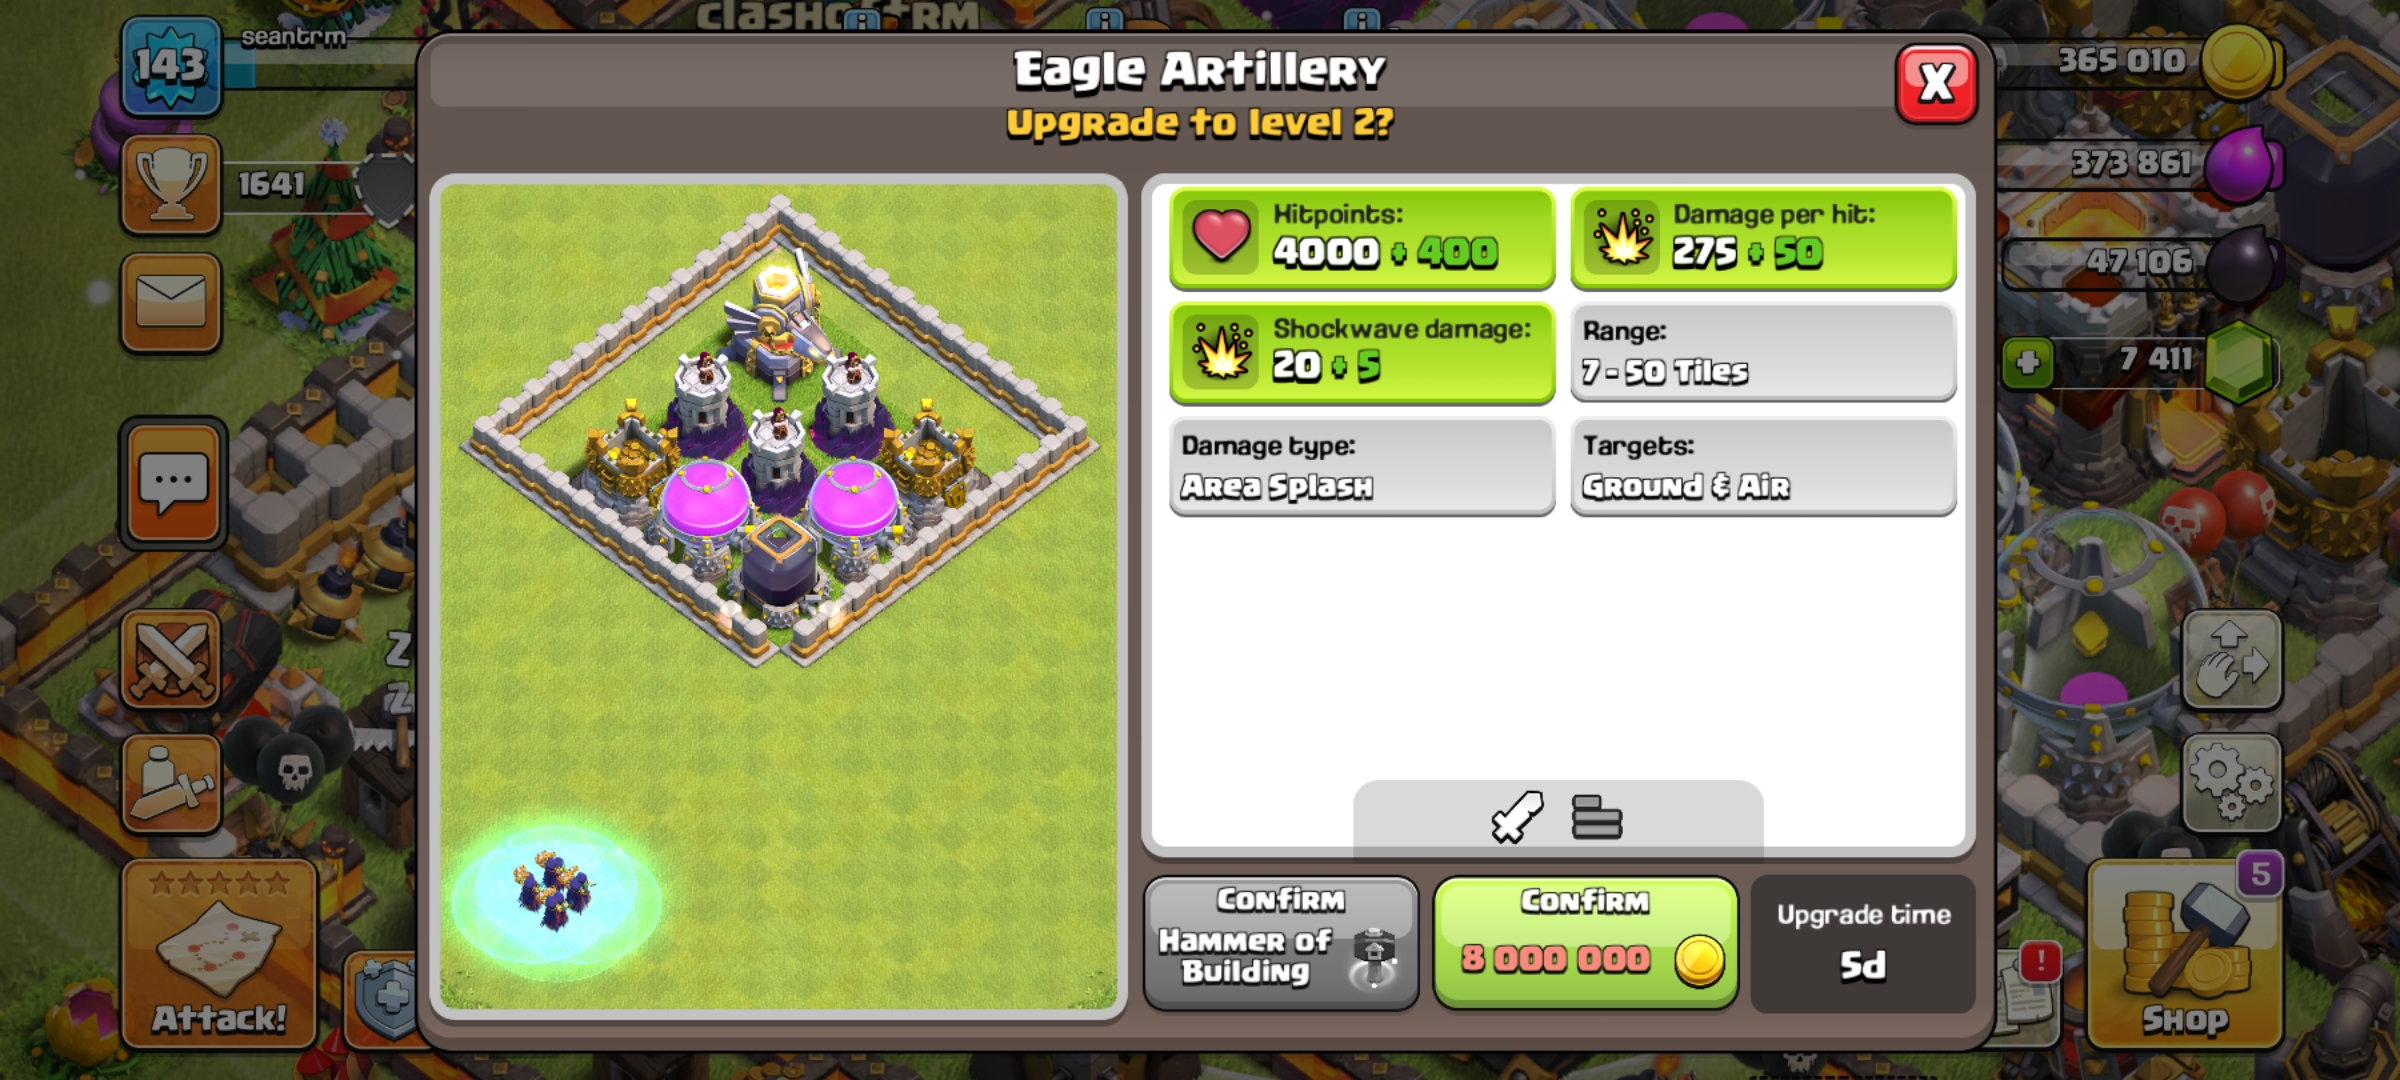 clashofTRM
143
seantrm
1641
365 010
373 861
47 106
7 411
Eagle Artillery
Upgrade to level 2?
X
Hitpoints:
4000 + 400
Damage per hit:
275 + 50
Shockwave damage:
20 + 5
Range:
7 - 50 Tiles
Damage type:
Area Splash
Targets:
Ground & Air
Confirm
Hammer of
Building
Confirm
8 000 000
Upgrade time
5d
Attack!
!
5
Shop